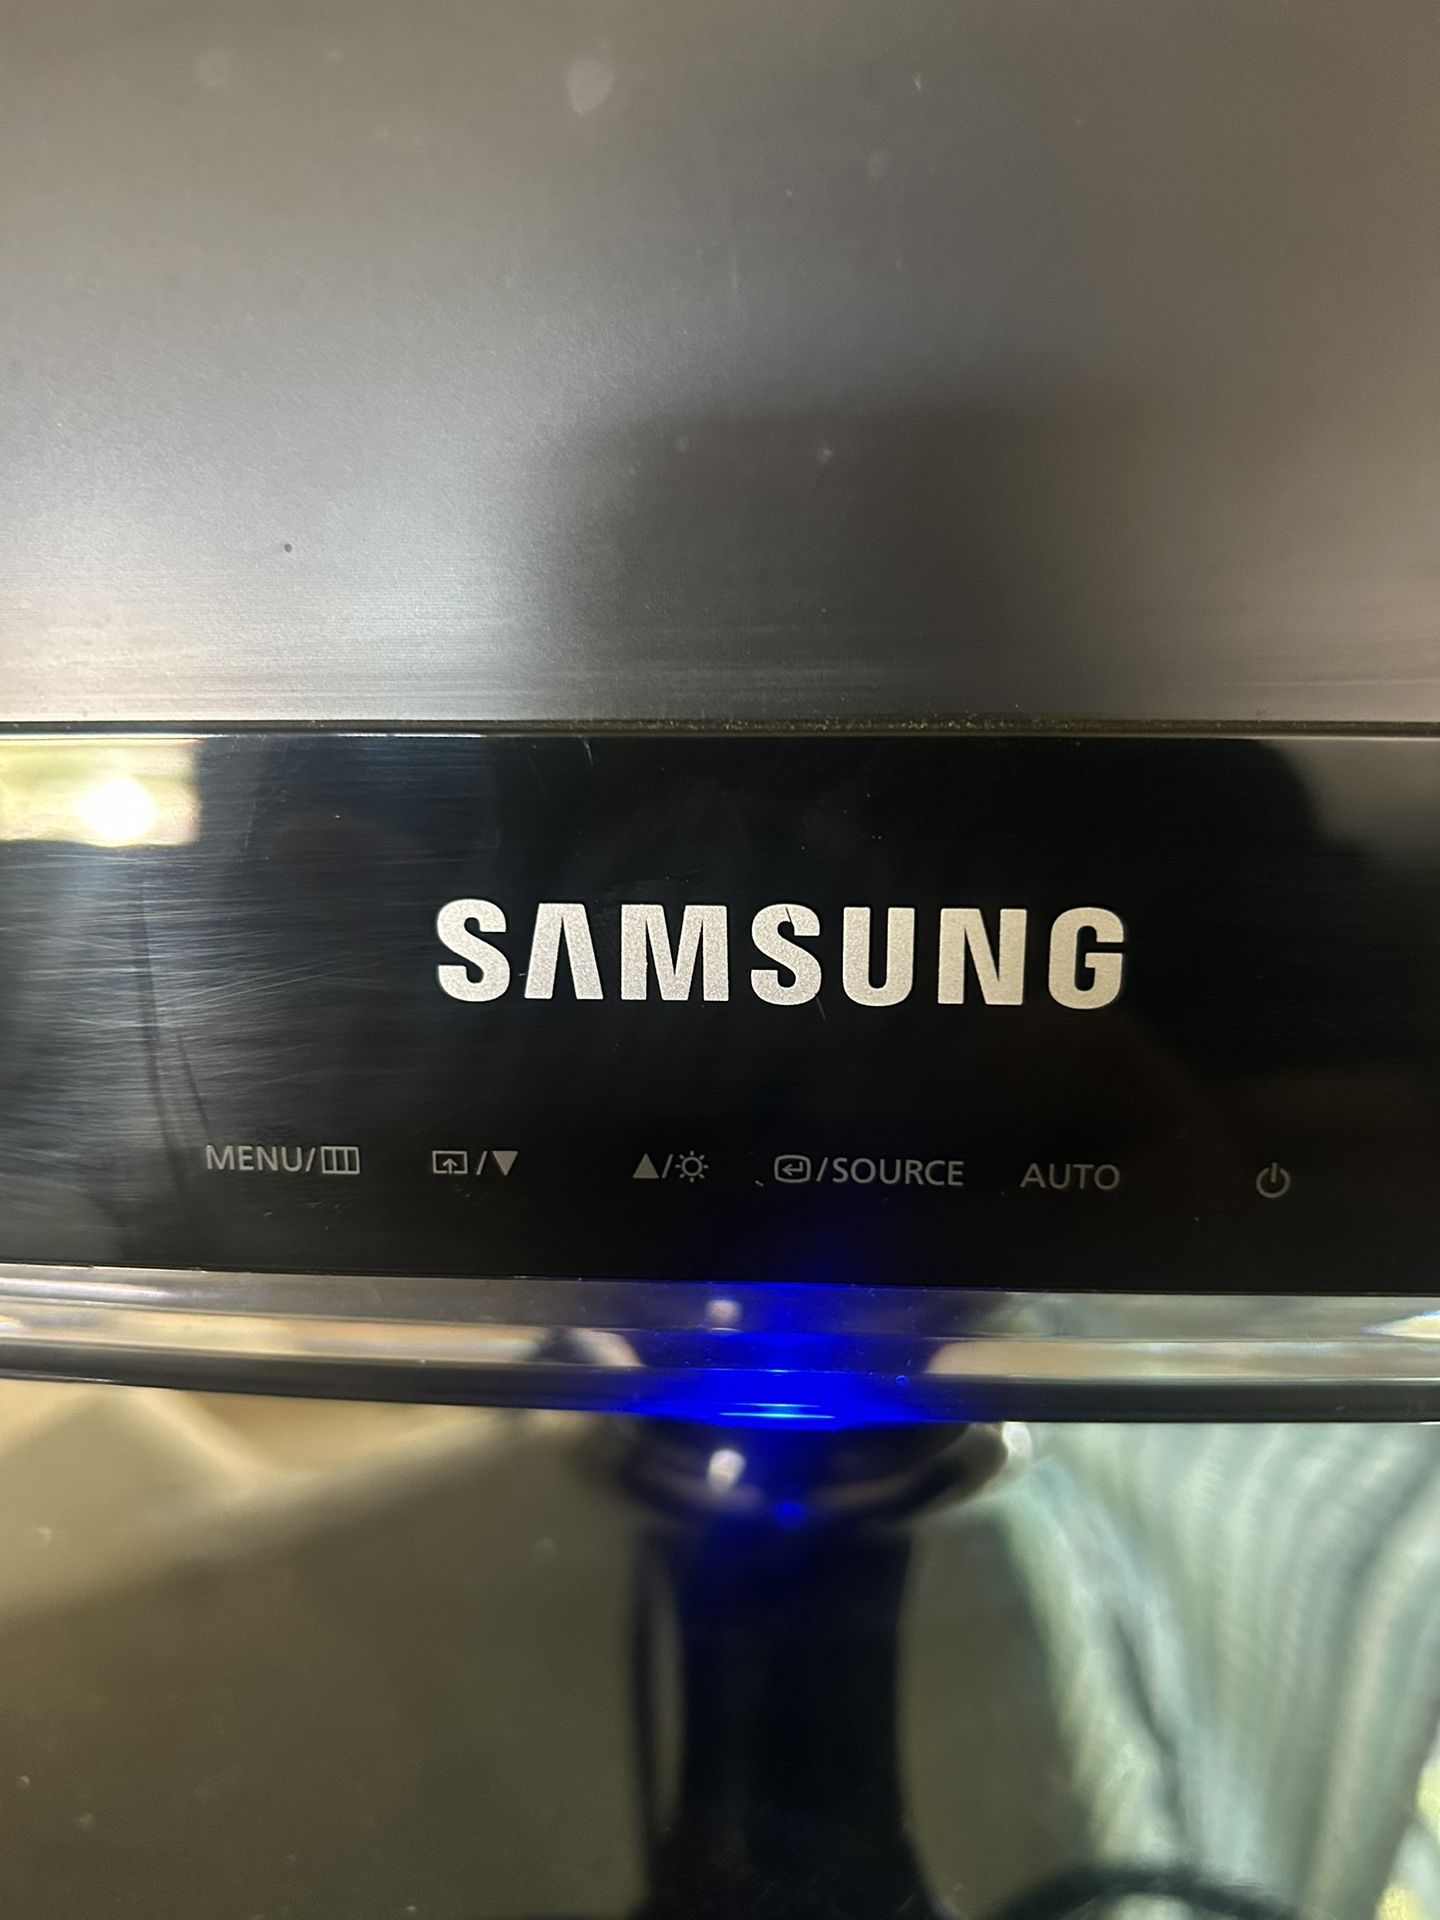 SAMSUNG
MENU/ /▼ ▲/ /SOURCE AUTO